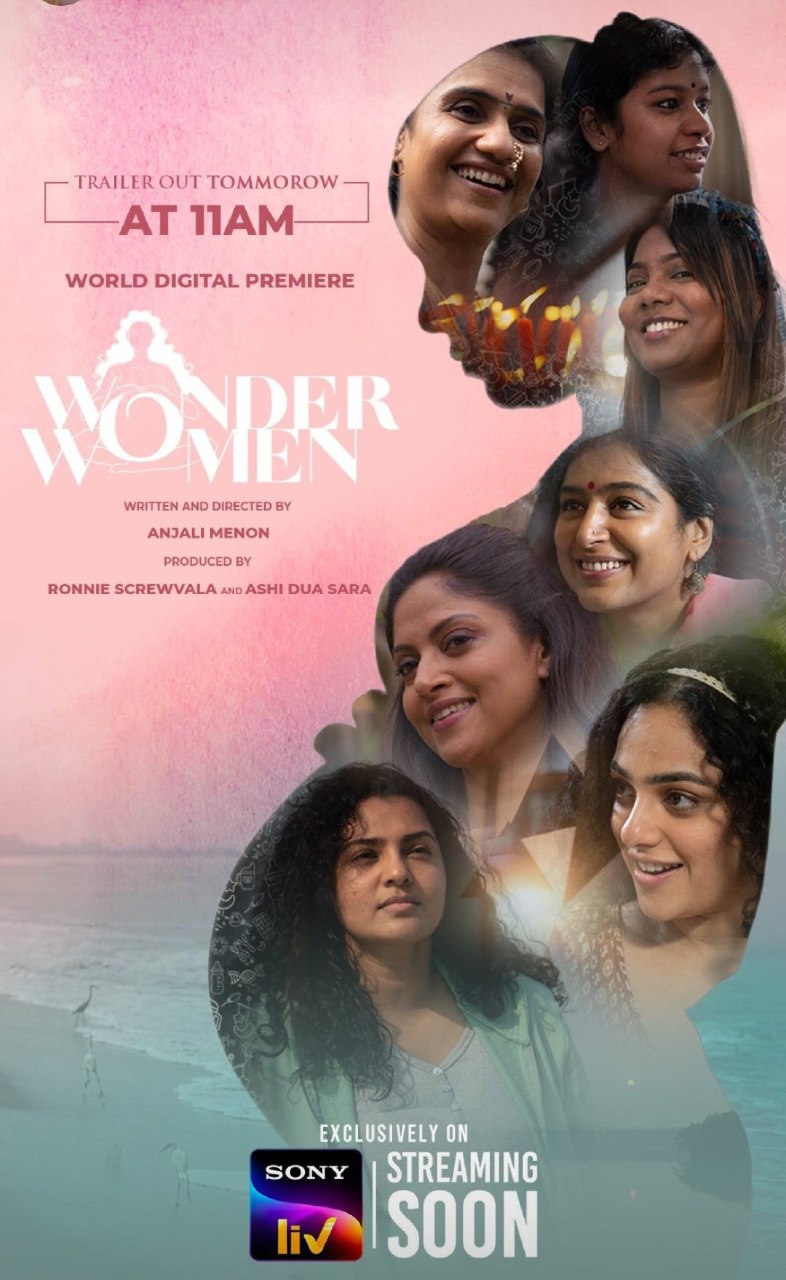 TRAILER OUT TOMMOROW
AT 11AM
WORLD DIGITAL PREMIERE
WONDER
WOMEN
WRITTEN AND DIRECTED BY
ANJALI MENON
PRODUCED BY
RONNIE SCREWVALA AND ASHI DUA SARA
EXCLUSIVELY ON
SONY
liv
STREAMING
SOON